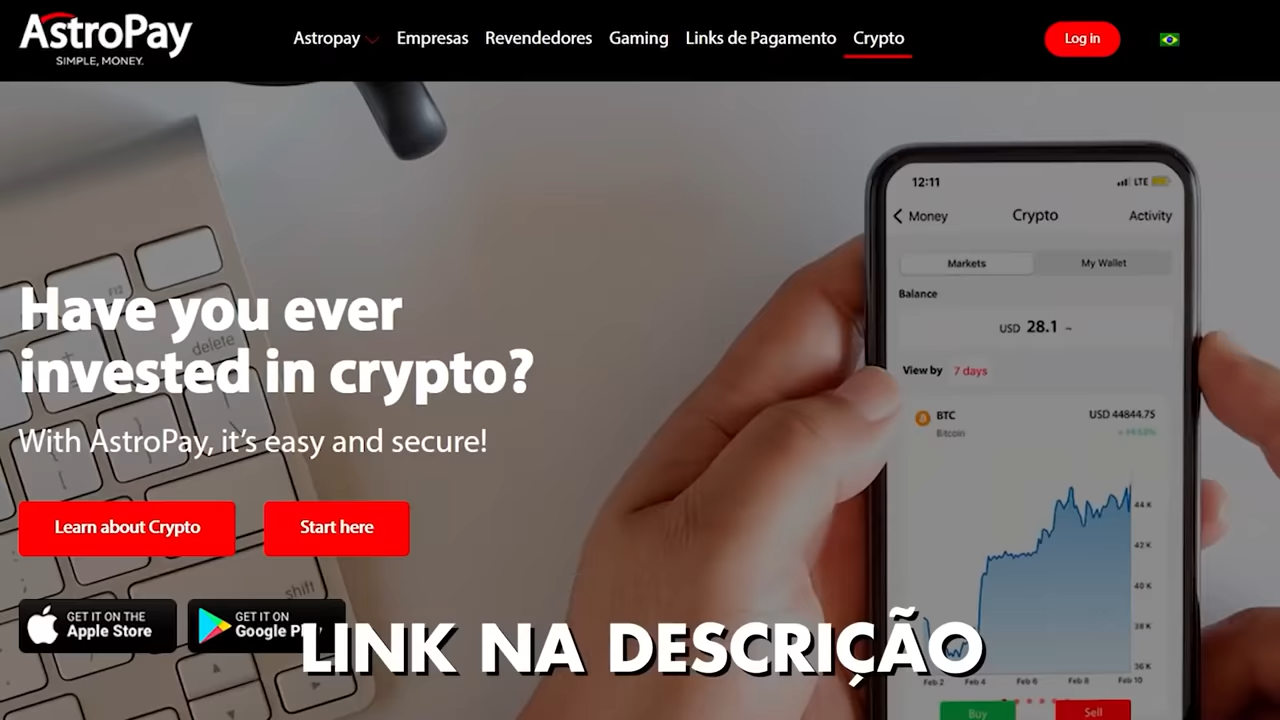 AstroPay
SIMPLE, MONEY.
Astropay
Empresas
Revendedores
Gaming
Links de Pagamento
Crypto
Log in
Have you ever
invested in crypto?
With AstroPay, it's easy and secure!
Learn about Crypto
Start here
GET IT ON THE
Apple Store
GET IT ON
Google
LINK NA DESCRIÇÃO
F12
delete
shift
12:11
LTE
Money
Crypto
Activity
Markets
My Wallet
Balance
USD 28.1
View by 7 days
BTC
USD 44844.75
Bitcoin
44 K
42 K
40 K
38 K
36 K
Feb 2
Feb 4
Feb 6
Feb 8
Feb 10
Buy
Sell